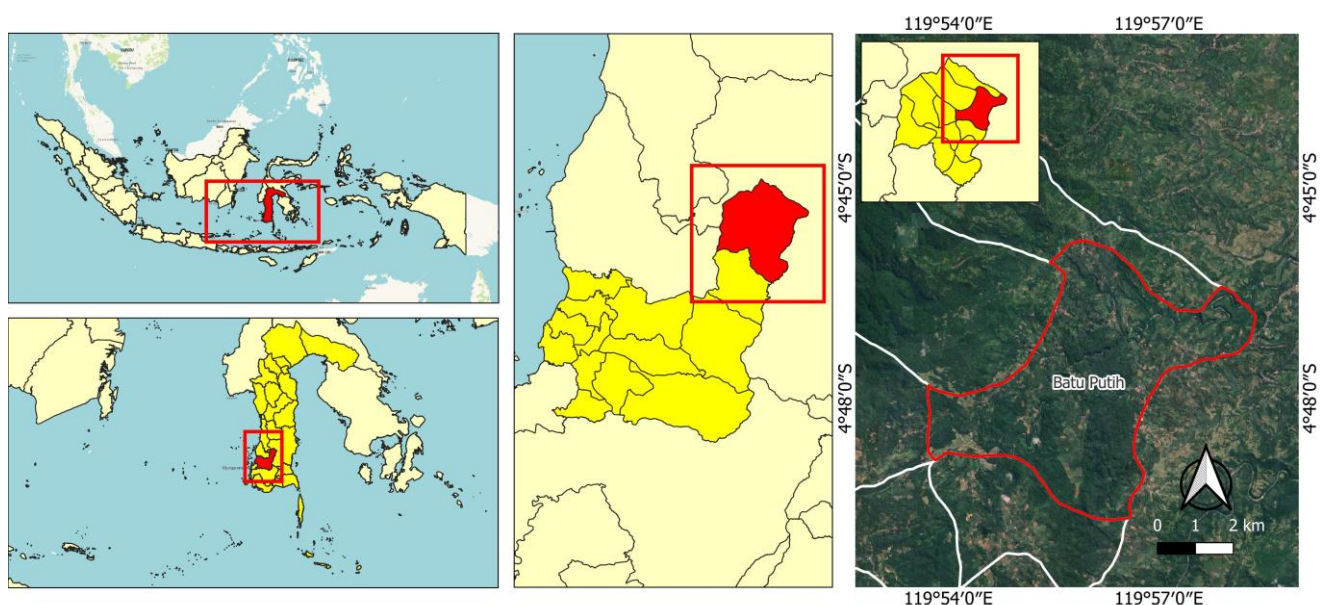 119°54′0″E 119°57′0″E
4°45′0″S 4°45′0″S
Batu Putih
4°48′0″S 4°48′0″S
0 1 2 km
119°54′0″E 119°57′0″E